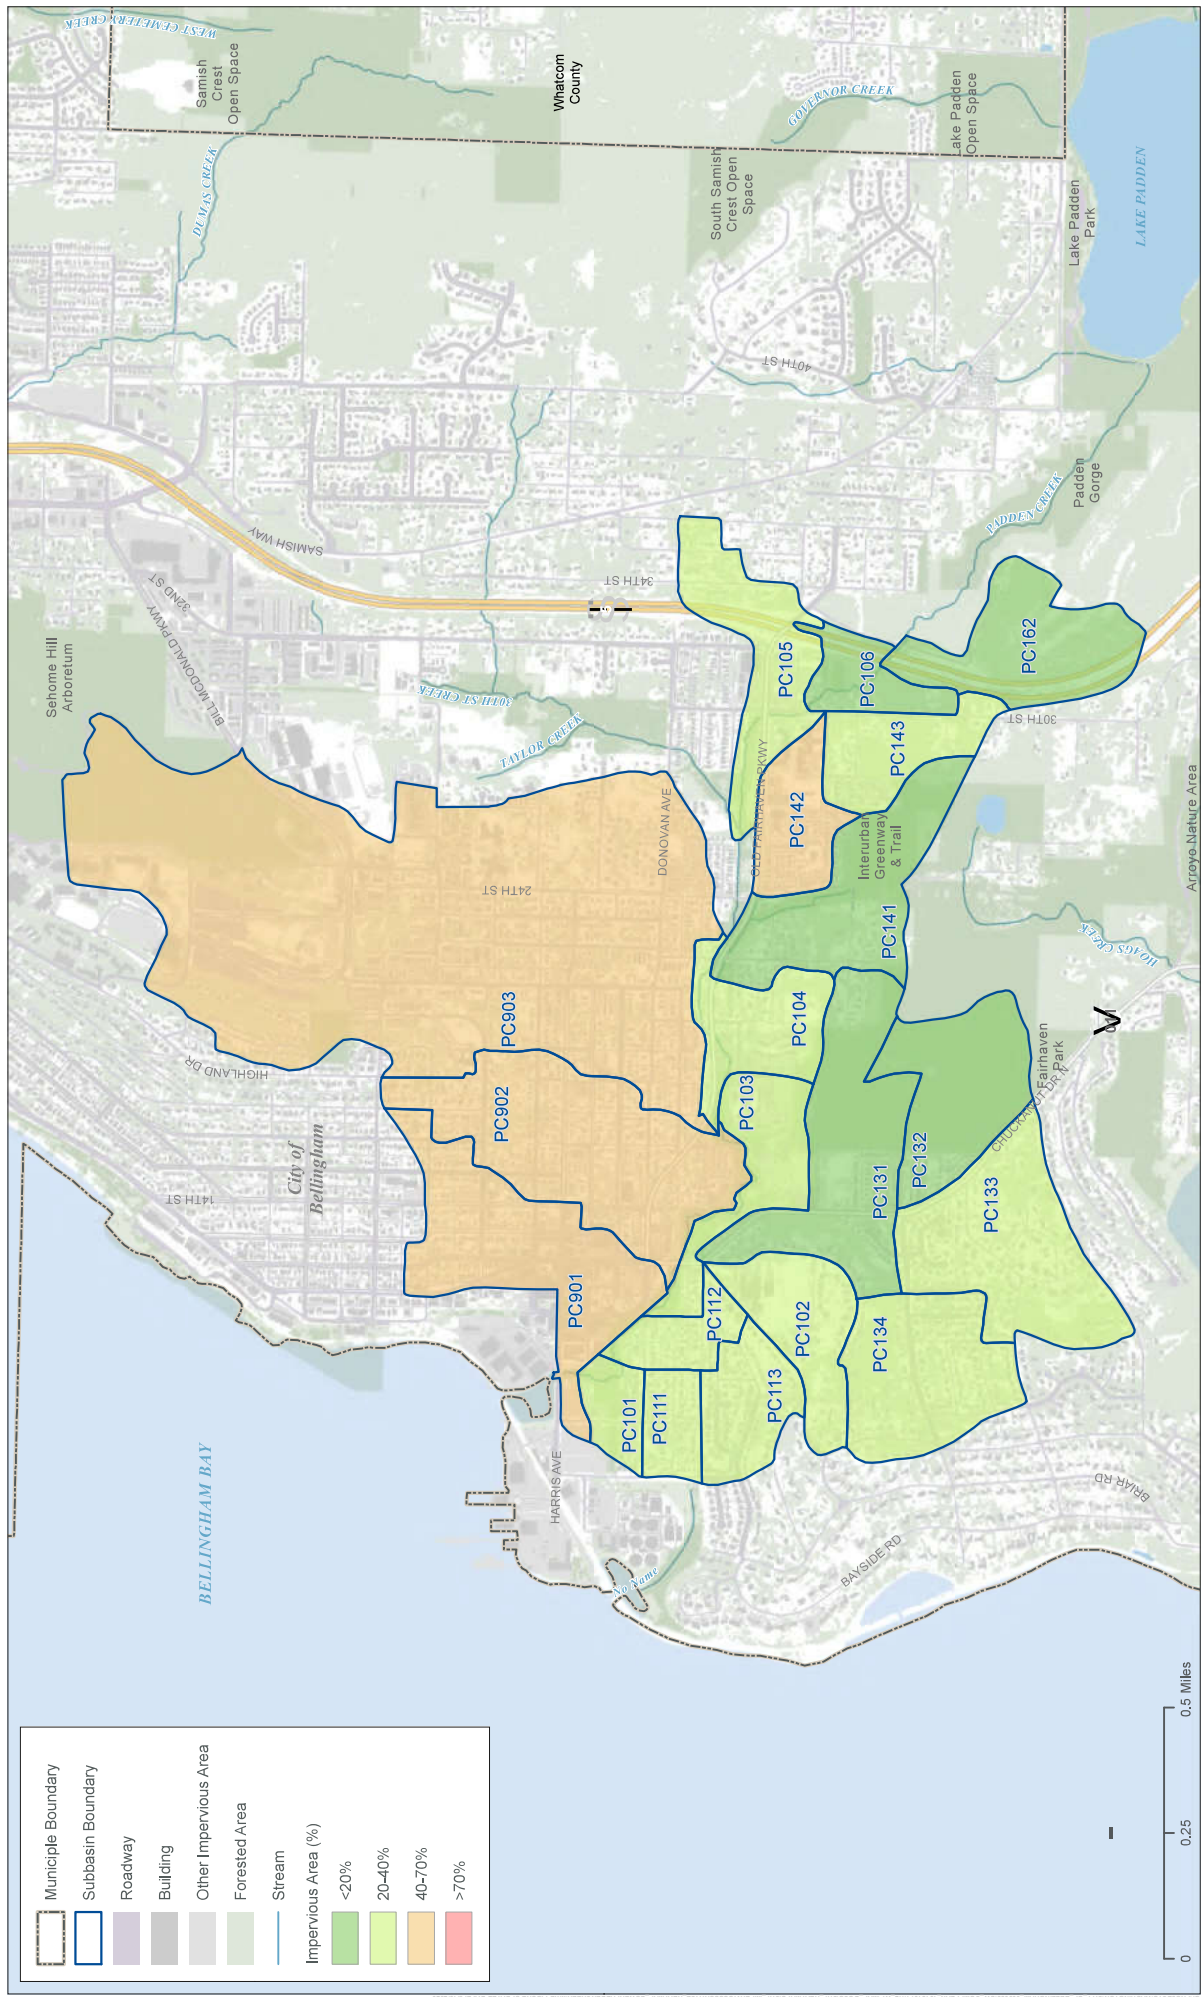 Municiple Boundary
Subbasin Boundary
Roadway
Building
Other Impervious Area
Forested Area
Stream
Impervious Area (%)
<20%
20-40%
40-70%
>70%
0
0.25
0.5 Miles
BELLINGHAM BAY
City of
Bellingham
14TH ST
HIGHLAND DR
Sehome Hill
Arboretum
BILL MCDONALD PKWY
32ND ST
SAMISH WAY
34TH ST
WEST CEMETERY CREEK
Samish
Crest
Open Space
DUMAS CREEK
Whatcom
County
South Samish
Crest Open
Space
GOVERNOR CREEK
Lake Padden
Open Space
Lake Padden
Park
LAKE PADDEN
40TH ST
Padden
Gorge
PADDEN CREEK
30TH ST CREEK
TAYLOR CREEK
DONOVAN AVE
24TH ST
OLD FAIRHAVEN PKWY
Interurban
Greenway
& Trail
30TH ST
Arroyo Nature Area
HOAGS CREEK
Fairhaven
Park
CHUCKANUT DR N
HARRIS AVE
No Name
BAYSIDE RD
BRIAR RD
PC903
PC902
PC901
PC105
PC106
PC162
PC142
PC143
PC141
PC104
PC103
PC131
PC132
PC133
PC112
PC102
PC134
PC101
PC111
PC113